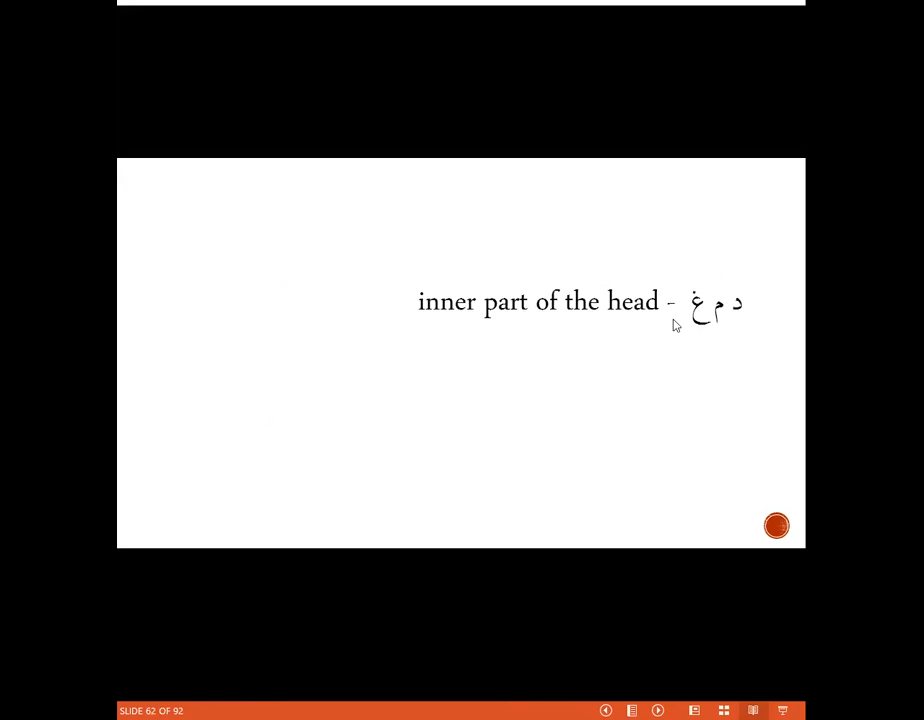 د م غ - inner part of the head
SLIDE 62 OF 92